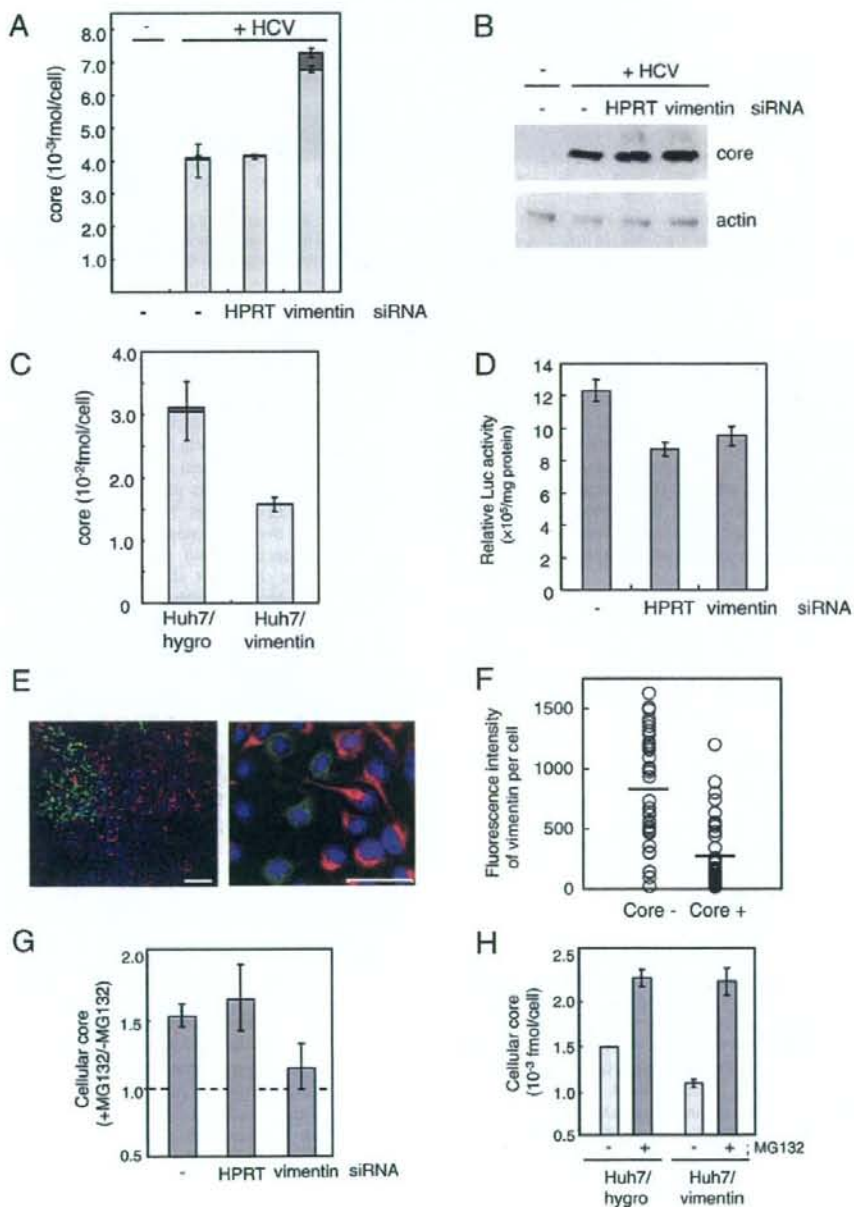 A
-
+ HCV
core (10⁻³fmol/cell)
8.0
7.0
6.0
5.0
4.0
3.0
2.0
1.0
- - HPRT vimentin siRNA
B
-
+ HCV
- - HPRT vimentin siRNA
core
actin
C
core (10⁻²fmol/cell)
4.0
3.0
2.0
1.0
0
Huh7/ Huh7/
hygro vimentin
D
Relative Luc activity
(×10⁵/mg protein)
14
12
10
8
6
4
2
0
- HPRT vimentin siRNA
E
F
Fluorescence intensity
of vimentin per cell
1500
1000
500
0
Core - Core +
G
Cellular core
(+MG132/-MG132)
2.0
1.5
1.0
0.5
- HPRT vimentin siRNA
H
Cellular core
(10⁻³ fmol/cell)
2.5
2.0
1.5
1.0
0.5
- + - + ; MG132
Huh7/ Huh7/
hygro vimentin